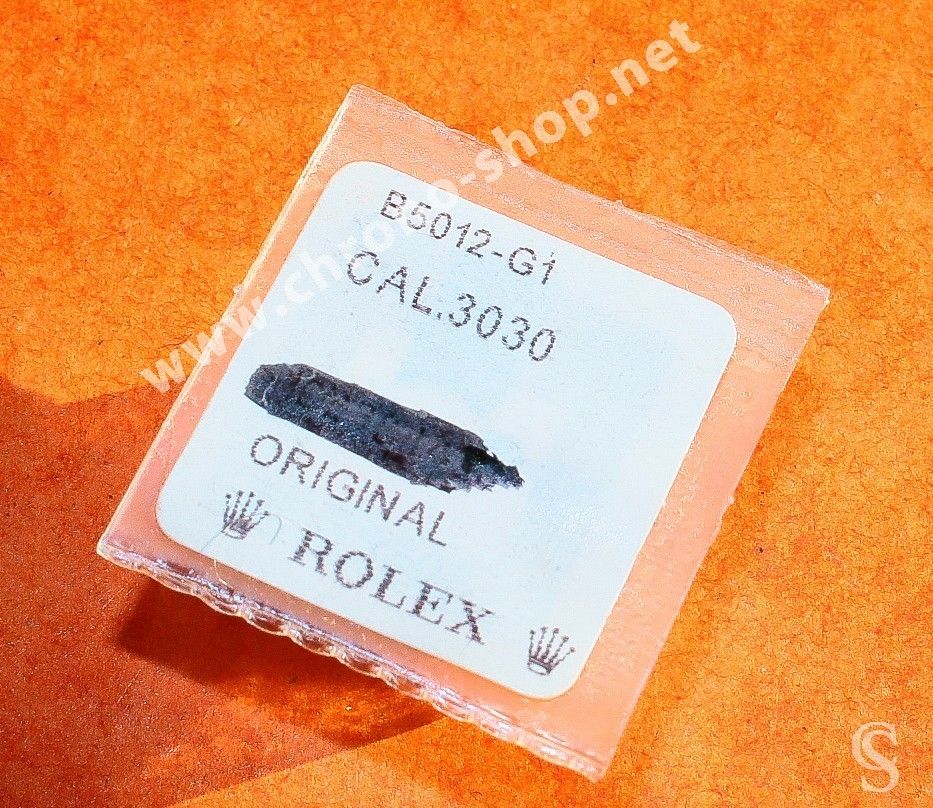 www.chrono-shop.net
B5012-G1
CAL.3030
ORIGINAL
ROLEX